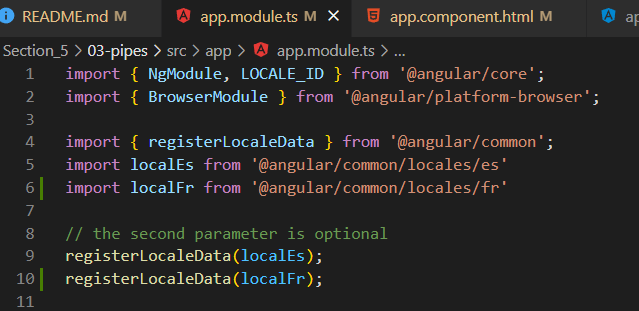 README.md M
app.module.ts M
app.component.html M
ap
Section_5 > 03-pipes > src > app > app.module.ts > ...
1 import { NgModule, LOCALE_ID } from '@angular/core';
2 import { BrowserModule } from '@angular/platform-browser';
3
4 import { registerLocaleData } from '@angular/common';
5 import localEs from '@angular/common/locales/es'
6 import localFr from '@angular/common/locales/fr'
7
8 // the second parameter is optional
9 registerLocaleData(localEs);
10 registerLocaleData(localFr);
11